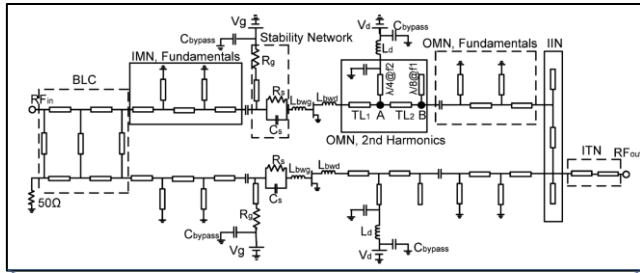 Vg
Cbypass
Stability Network
Rg
Vd
Cbypass
Ld
OMN, Fundamentals
IIN
IMN, Fundamentals
BLC
RFin
Rs
Cs
Lbwg
Lbwd
λ/4@f2
λ/8@f1
TL1
A
TL2
B
OMN, 2nd Harmonics
ITN
RFout
Rs
Cs
Lbwg
Lbwd
50Ω
Rg
Cbypass
Vg
Ld
Vd
Cbypass